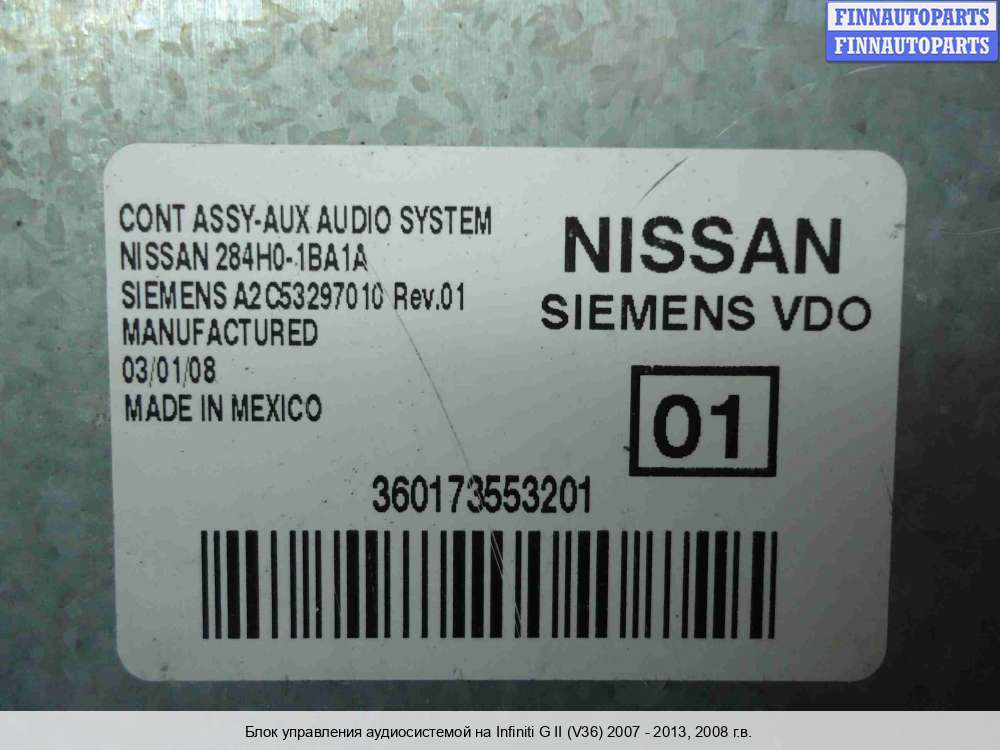 FINNAUTOPARTS
FINNAUTOPARTS
CONT ASSY-AUX AUDIO SYSTEM
NISSAN 284H0-1BA1A
SIEMENS A2C53297010 Rev.01
MANUFACTURED
03/01/08
MADE IN MEXICO
NISSAN
SIEMENS VDO
01
360173553201
Блок управления аудиосистемой на Infiniti G II (V36) 2007 - 2013, 2008 г.в.